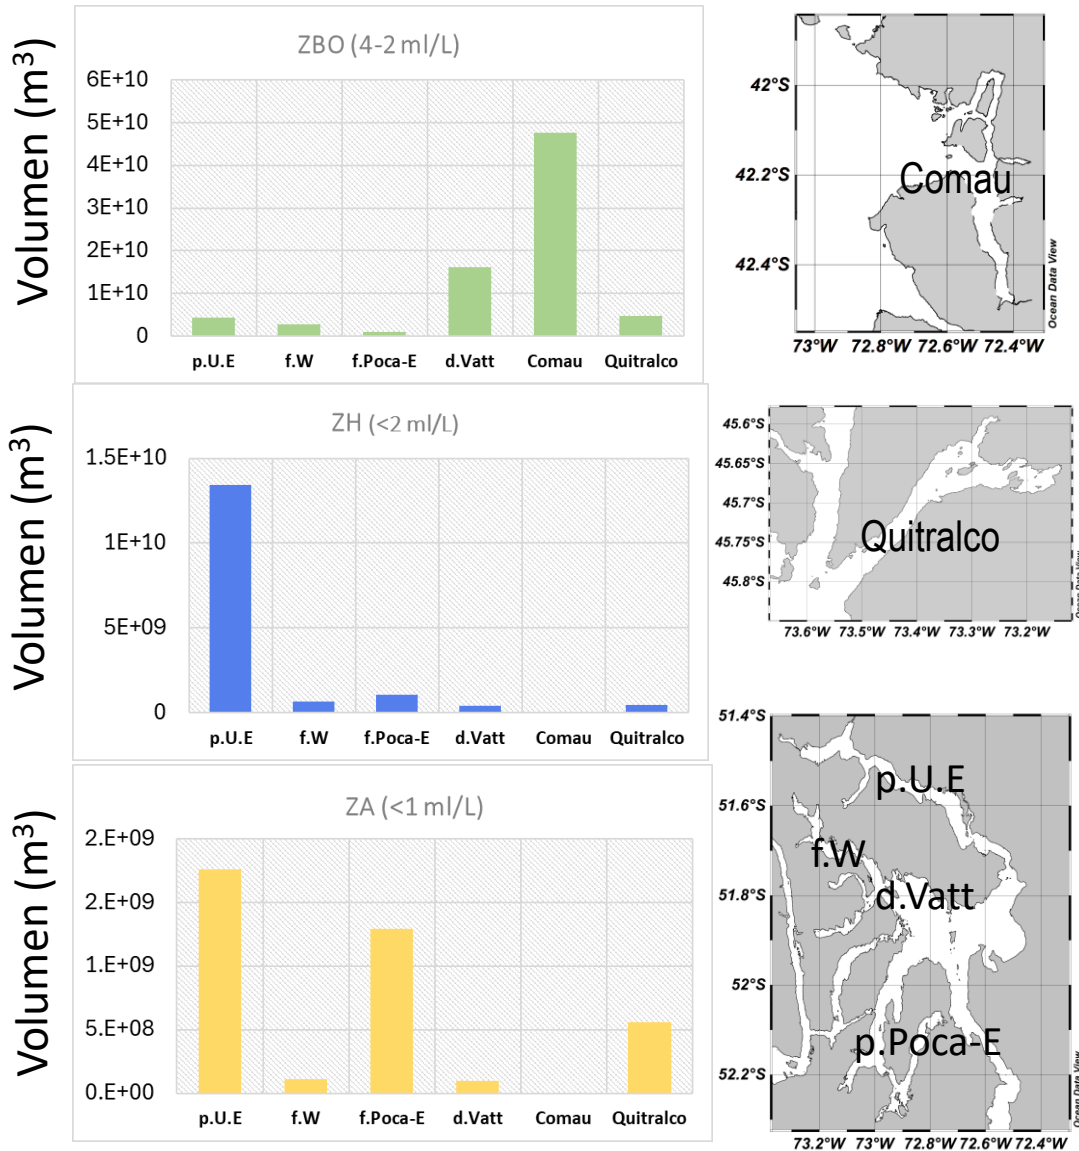 ZBO (4-2 ml/L)
Volumen (m³)
6E+10
5E+10
4E+10
3E+10
2E+10
1E+10
0
p.U.E f.W f.Poca-E d.Vatt Comau Quitralco
42°S
42.2°S
42.4°S
Comau
73°W 72.8°W 72.6°W 72.4°W
Ocean Data View
ZH (<2 ml/L)
Volumen (m³)
1.5E+10
1E+10
5E+09
0
p.U.E f.W f.Poca-E d.Vatt Comau Quitralco
45.6°S
45.65°S
45.7°S
45.75°S
45.8°S
Quitralco
73.6°W 73.5°W 73.4°W 73.3°W 73.2°W
ZA (<1 ml/L)
Volumen (m³)
2.E+09
2.E+09
1.E+09
5.E+08
0.E+00
p.U.E f.W f.Poca-E d.Vatt Comau Quitralco
51.4°S
51.6°S
51.8°S
52°S
52.2°S
p.U.E
f.W
d.Vatt
p.Poca-E
73.2°W 73°W 72.8°W 72.6°W 72.4°W
Ocean Data View